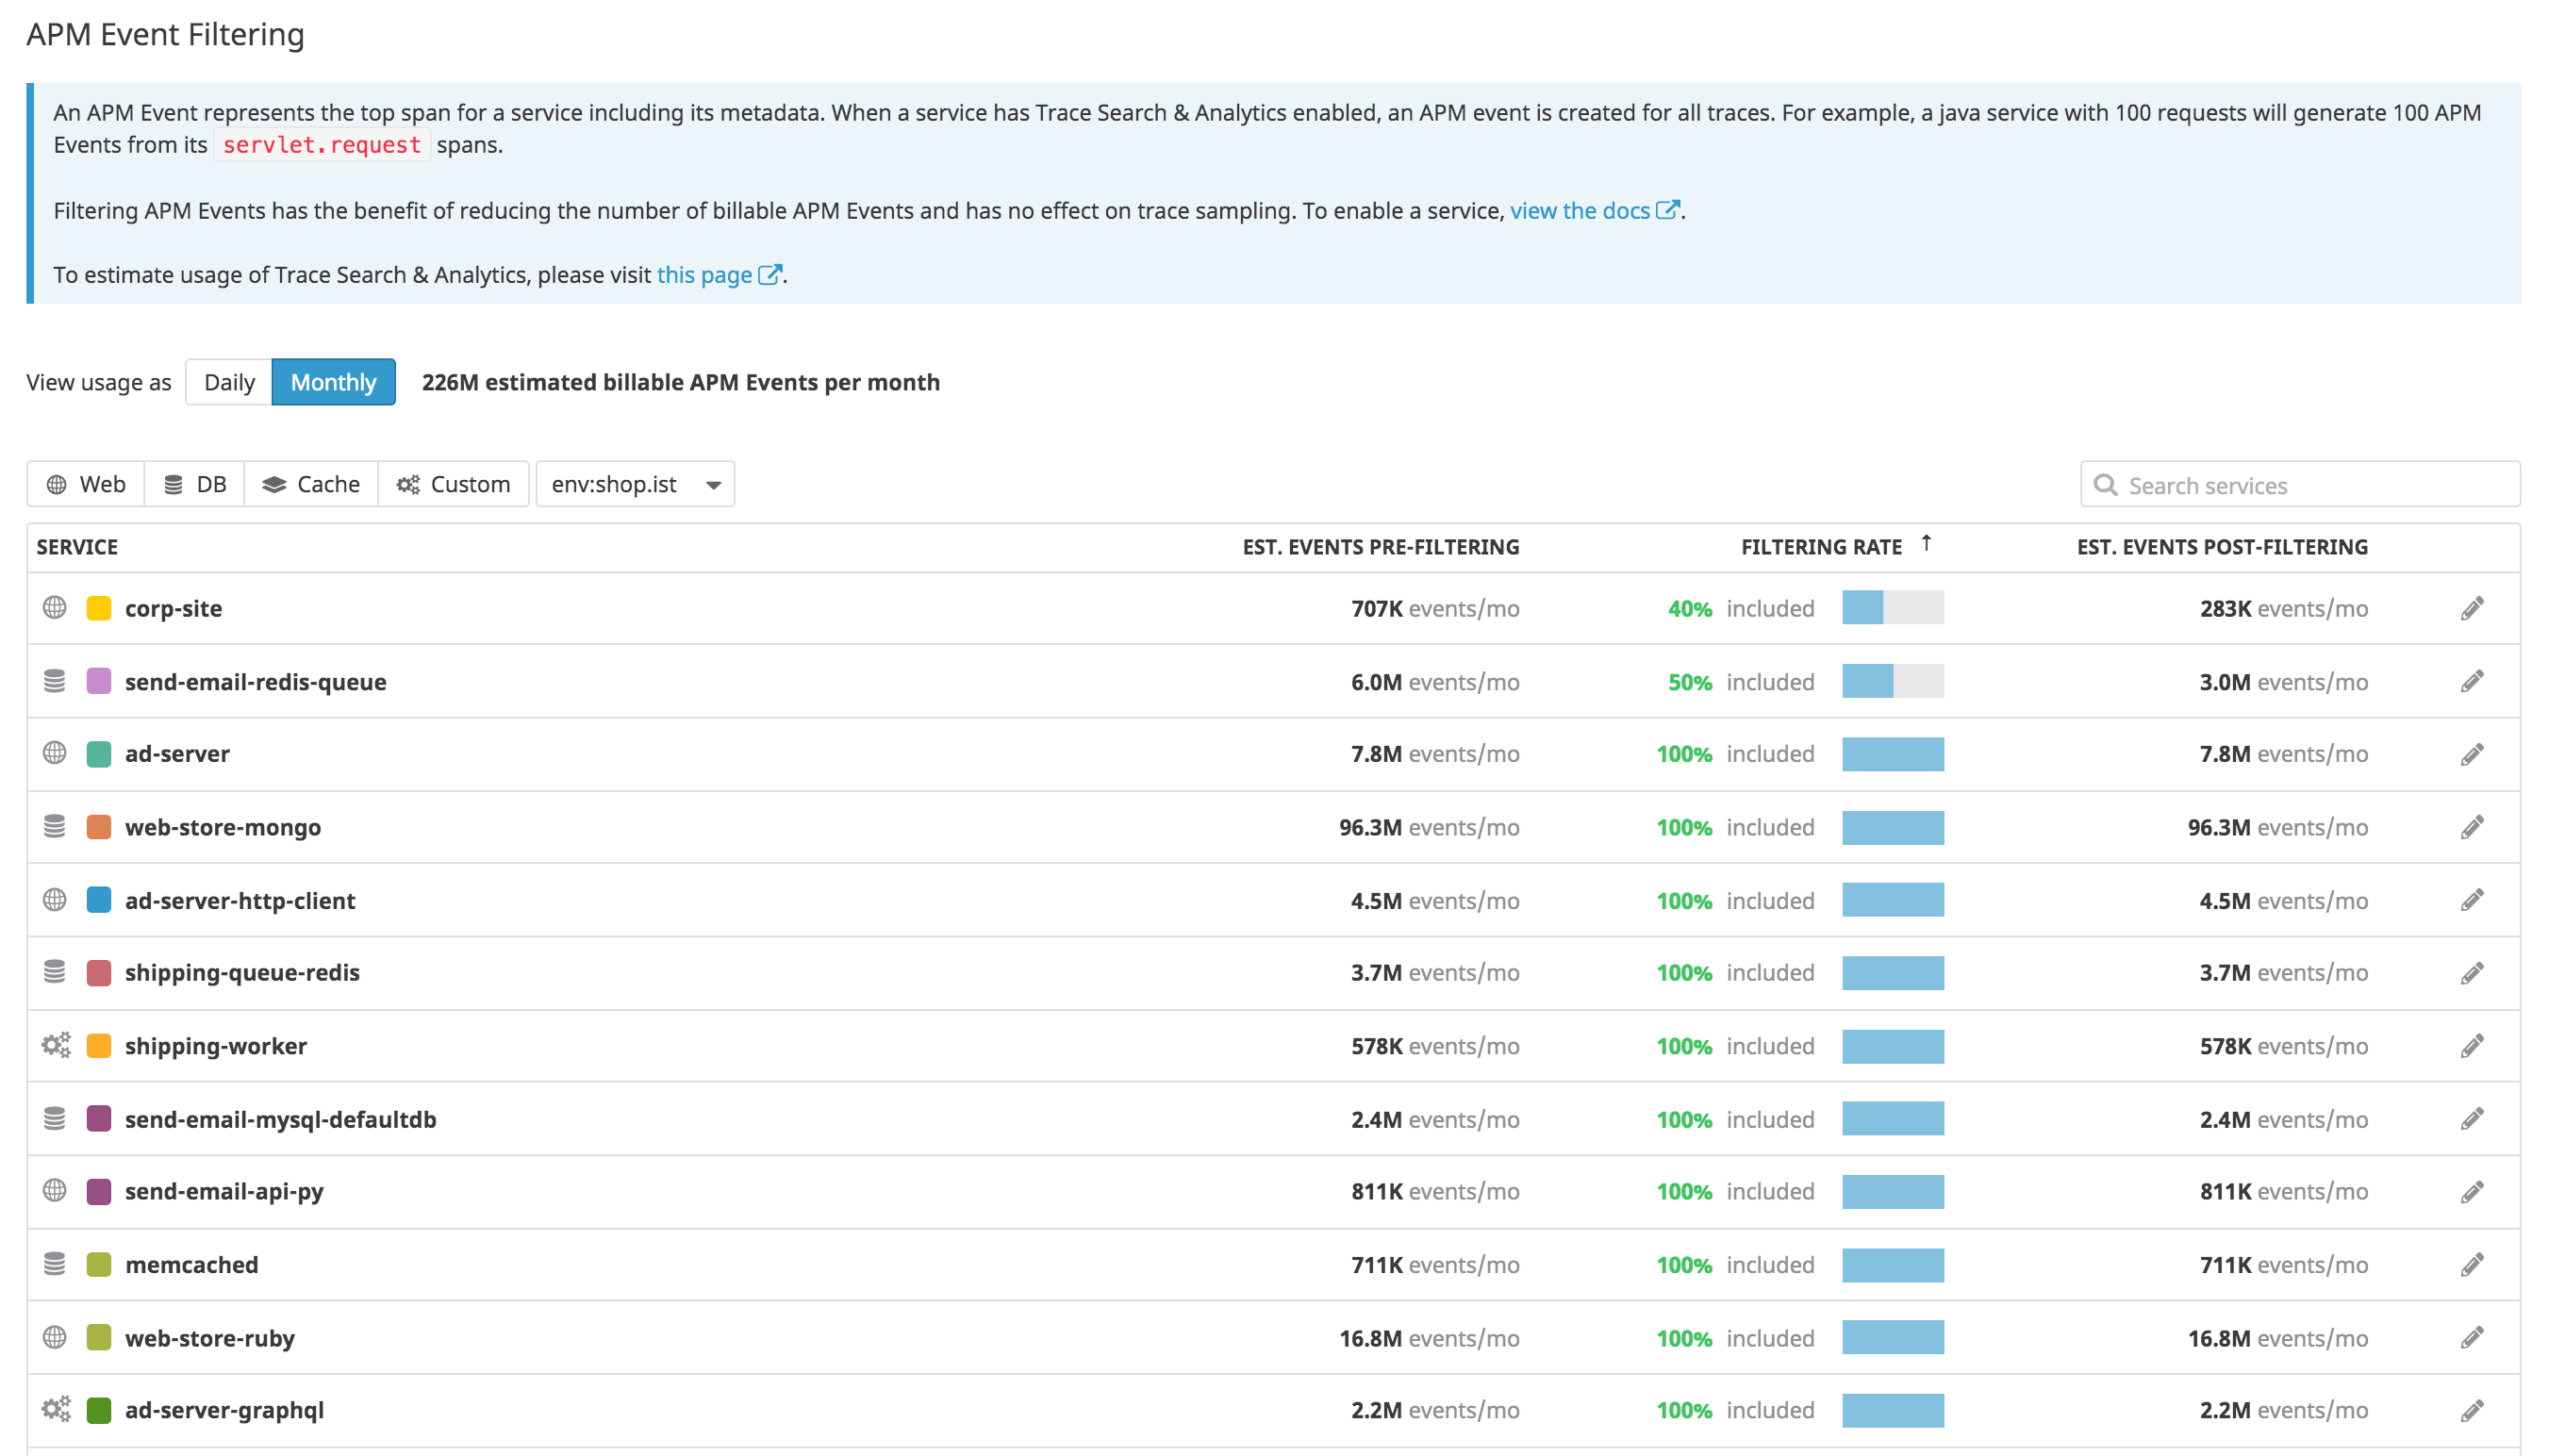 APM Event Filtering
An APM Event represents the top span for a service including its metadata. When a service has Trace Search & Analytics enabled, an APM event is created for all traces. For example, a java service with 100 requests will generate 100 APM
Events from its servlet.request spans.
Filtering APM Events has the benefit of reducing the number of billable APM Events and has no effect on trace sampling. To enable a service, view the docs.
To estimate usage of Trace Search & Analytics, please visit this page.
View usage as Daily Monthly 226M estimated billable APM Events per month
Web DB Cache Custom env:shop.ist Search services
SERVICE EST. EVENTS PRE-FILTERING FILTERING RATE ↑ EST. EVENTS POST-FILTERING
corp-site 707K events/mo 40% included 283K events/mo
send-email-redis-queue 6.0M events/mo 50% included 3.0M events/mo
ad-server 7.8M events/mo 100% included 7.8M events/mo
web-store-mongo 96.3M events/mo 100% included 96.3M events/mo
ad-server-http-client 4.5M events/mo 100% included 4.5M events/mo
shipping-queue-redis 3.7M events/mo 100% included 3.7M events/mo
shipping-worker 578K events/mo 100% included 578K events/mo
send-email-mysql-defaultdb 2.4M events/mo 100% included 2.4M events/mo
send-email-api-py 811K events/mo 100% included 811K events/mo
memcached 711K events/mo 100% included 711K events/mo
web-store-ruby 16.8M events/mo 100% included 16.8M events/mo
ad-server-graphql 2.2M events/mo 100% included 2.2M events/mo